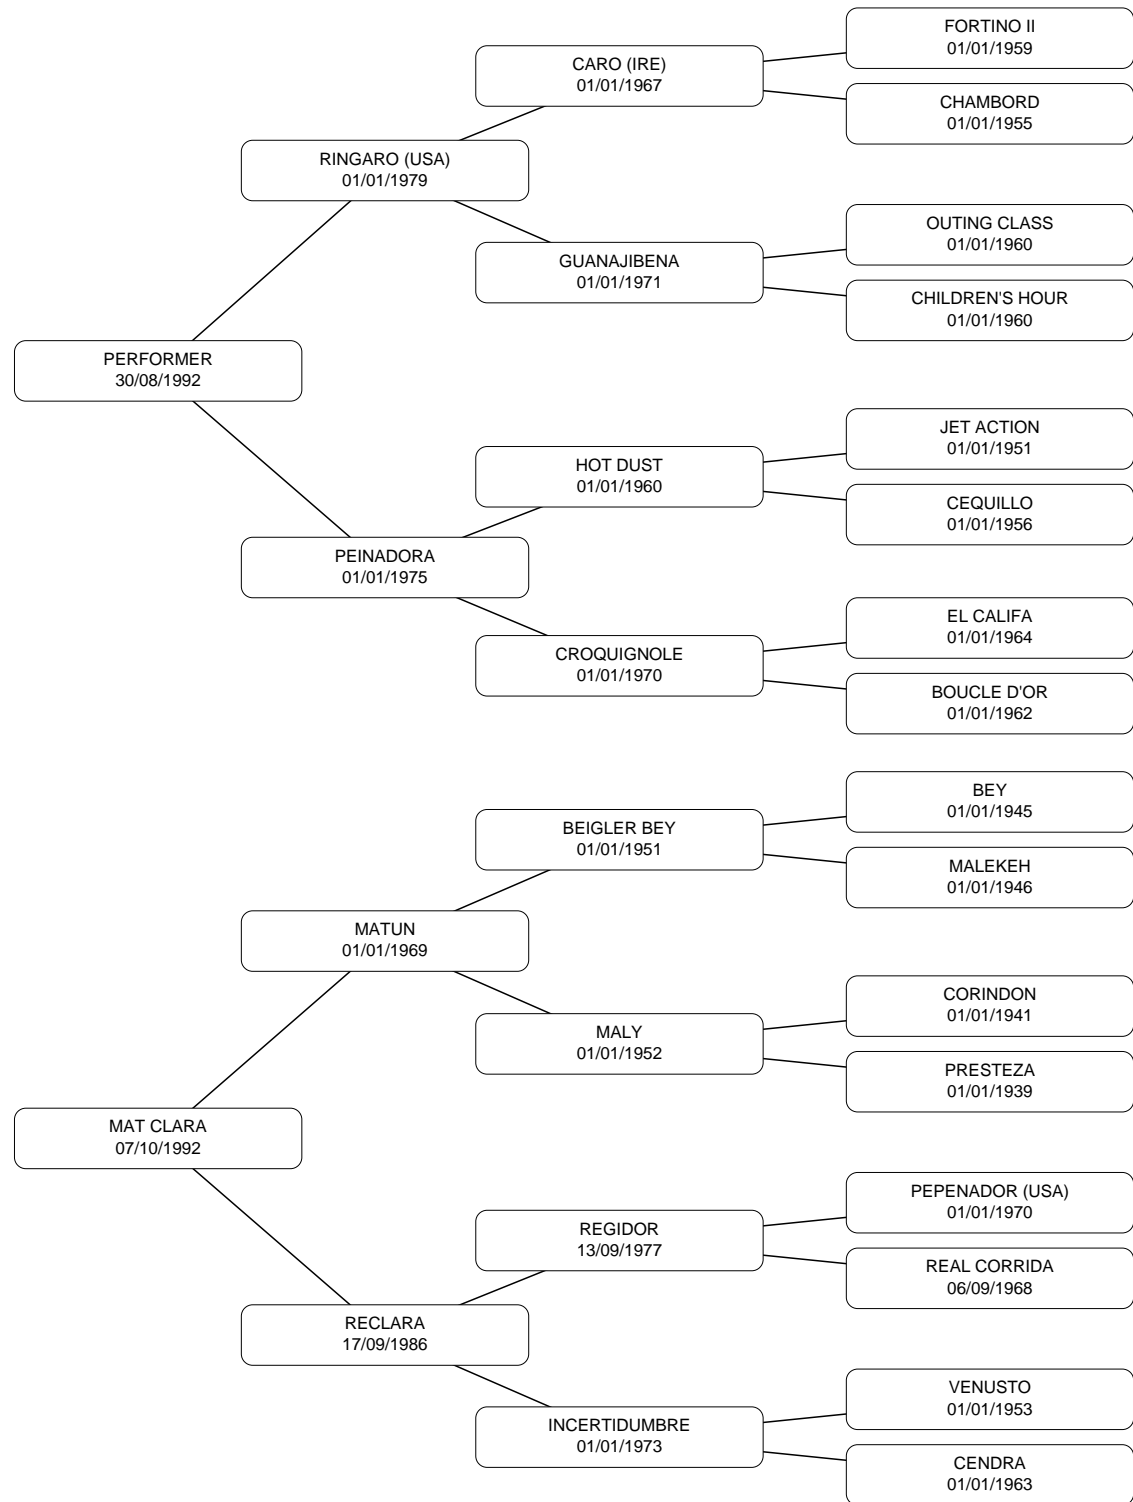 FORTINO II
01/01/1959
CARO (IRE)
01/01/1967
CHAMBORD
01/01/1955
RINGARO (USA)
01/01/1979
OUTING CLASS
01/01/1960
GUANAJIBENA
01/01/1971
CHILDREN'S HOUR
01/01/1960
PERFORMER
30/08/1992
JET ACTION
01/01/1951
HOT DUST
01/01/1960
CEQUILLO
01/01/1956
PEINADORA
01/01/1975
EL CALIFA
01/01/1964
CROQUIGNOLE
01/01/1970
BOUCLE D'OR
01/01/1962
BEY
01/01/1945
BEIGLER BEY
01/01/1951
MALEKEH
01/01/1946
MATUN
01/01/1969
CORINDON
01/01/1941
MALY
01/01/1952
PRESTEZA
01/01/1939
MAT CLARA
07/10/1992
PEPENADOR (USA)
01/01/1970
REGIDOR
13/09/1977
REAL CORRIDA
06/09/1968
RECLARA
17/09/1986
VENUSTO
01/01/1953
INCERTIDUMBRE
01/01/1973
CENDRA
01/01/1963